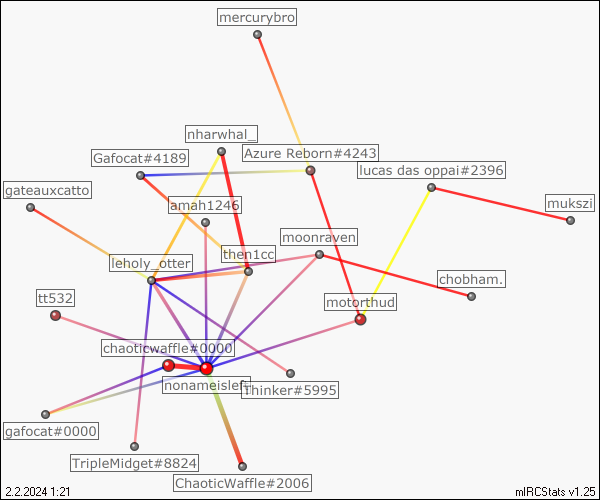 mercurybro
nharwhal_
Gafocat#4189
Azure Reborn#4243
lucas das oppai#2396
gateauxcatto
amah1246
mukszi
moonraven
leholy_otter
then1cc
chobham.
tt532
motorthud
chaoticwaffle#0000
nonameisleft
Thinker#5995
gafocat#0000
TripleMidget#8824
ChaoticWaffle#2006
2.2.2024 1:21
mIRCStats v1.25